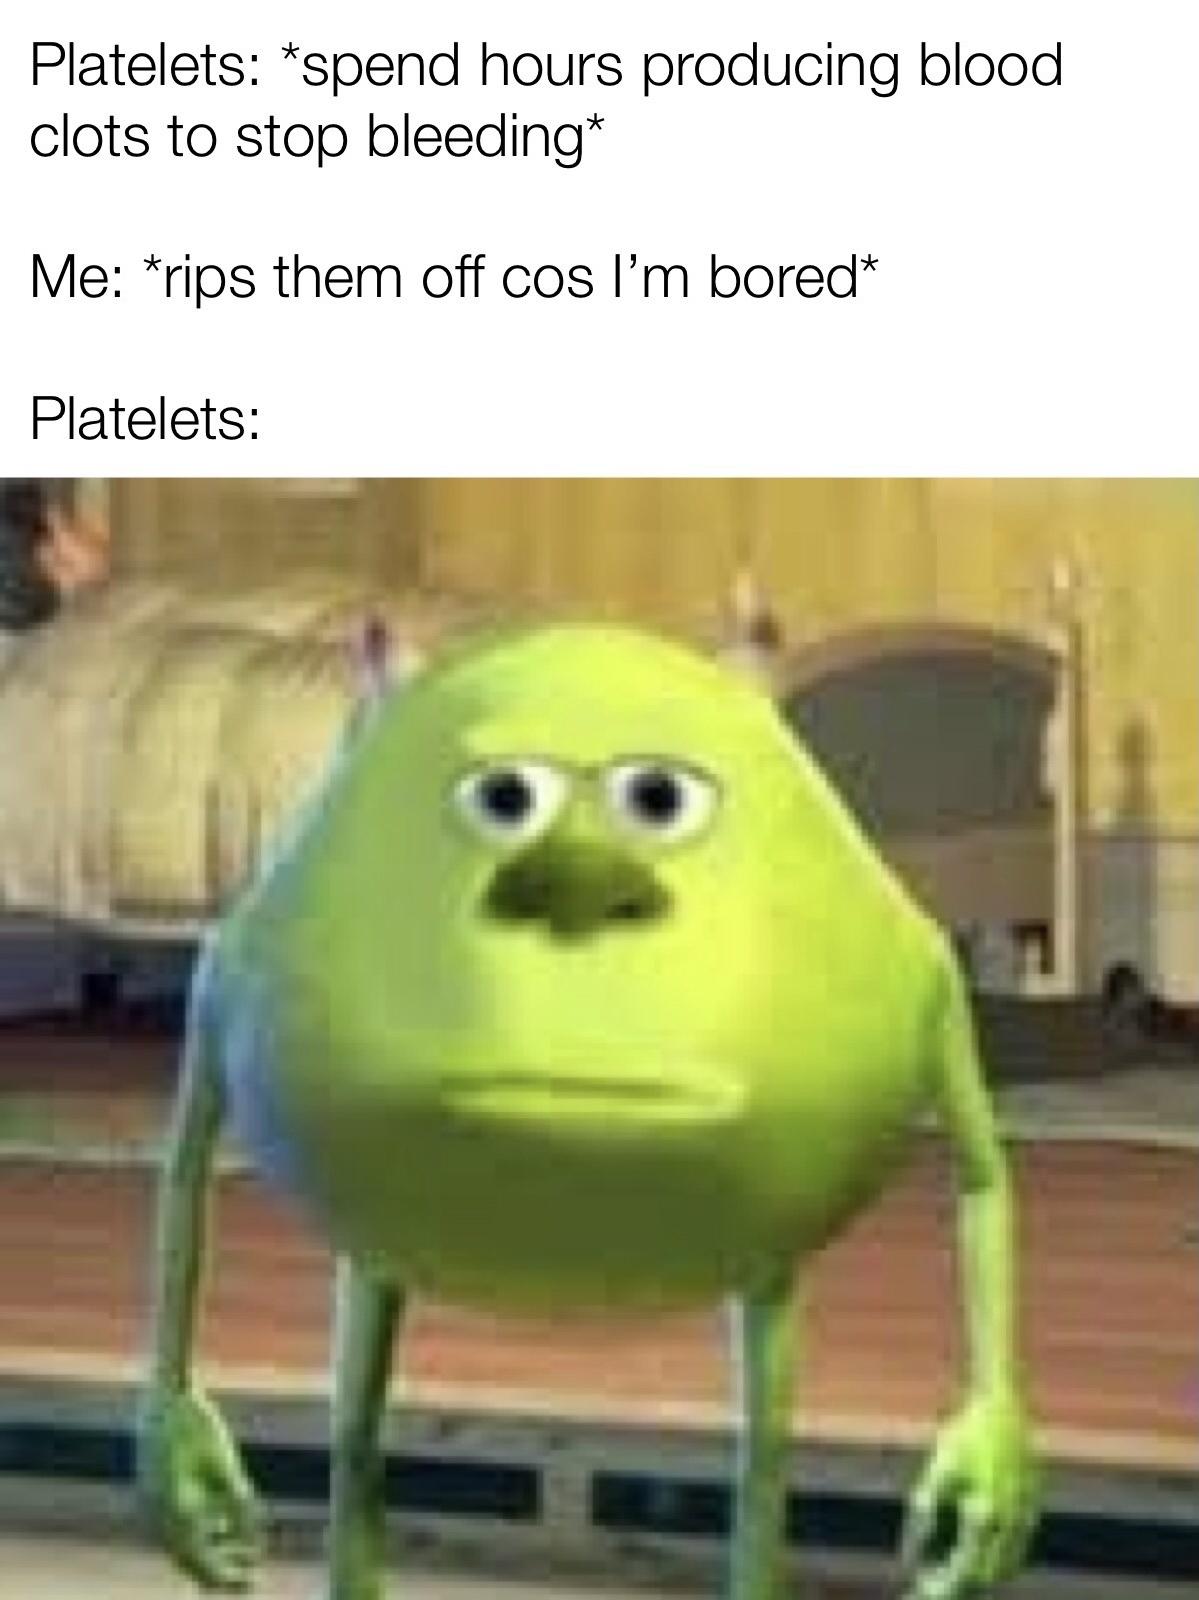 Platelets: *spend hours producing blood
clots to stop bleeding*
Me: *rips them off cos I’m bored*
Platelets: